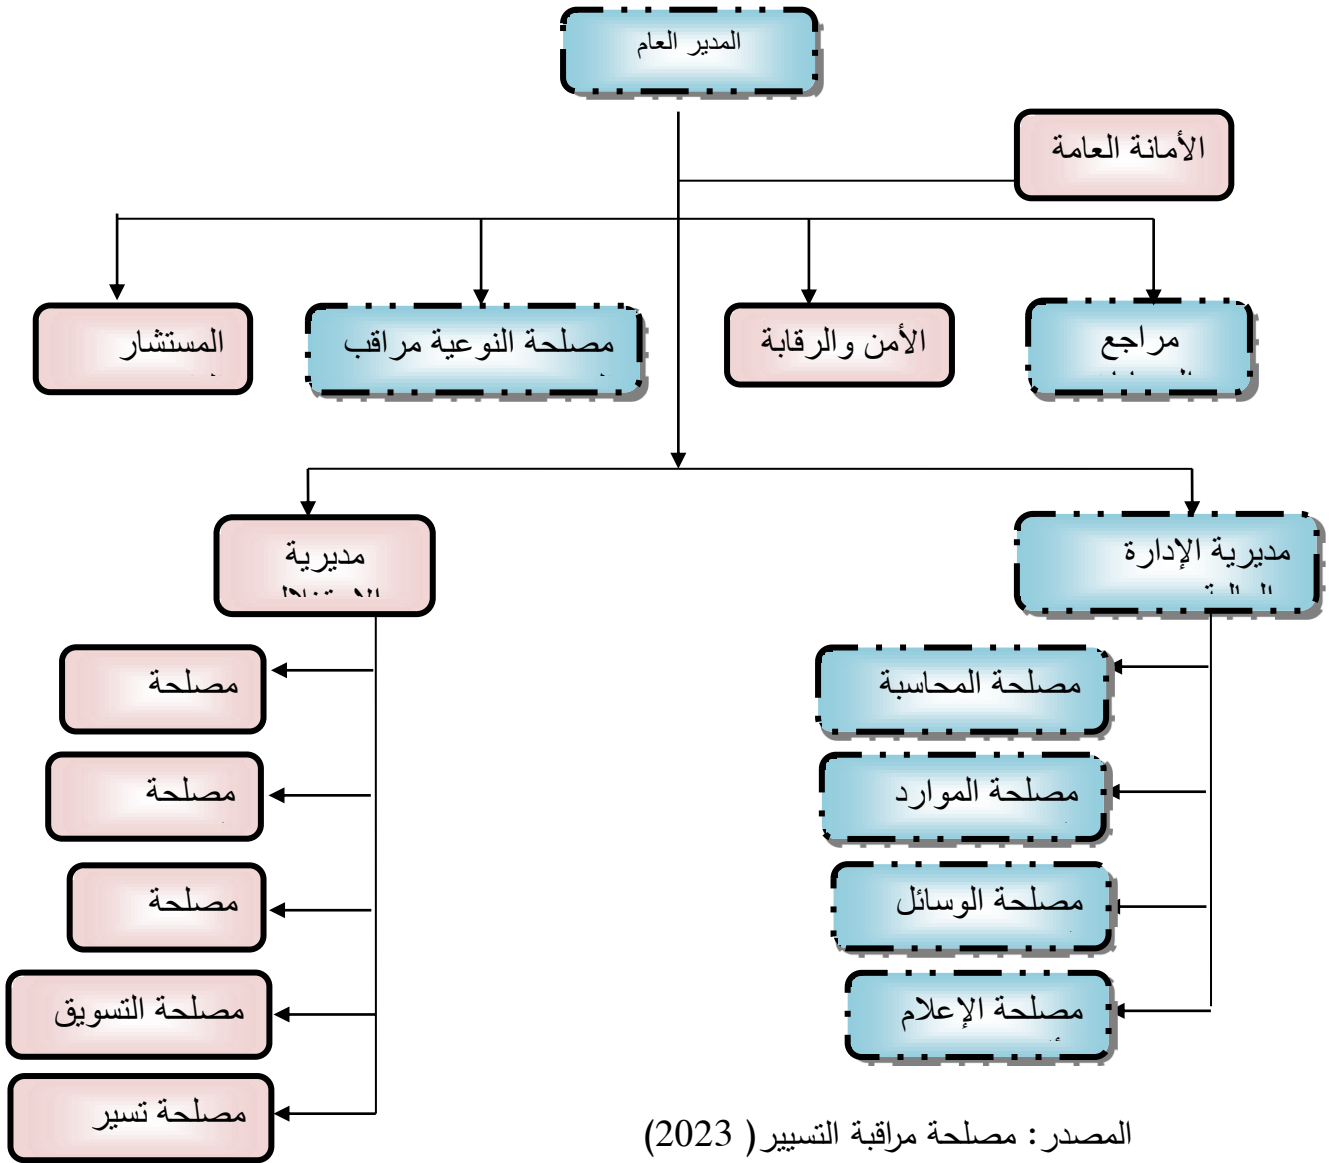 المدير العام
الأمانة العامة
مراجع
الأمن والرقابة
مصلحة النوعية مراقب
المستشار
مديرية الإدارة
مديرية
مصلحة المحاسبة
مصلحة الموارد
مصلحة الوسائل
مصلحة الإعلام
مصلحة
مصلحة
مصلحة
مصلحة التسويق
مصلحة تسير
المصدر: مصلحة مراقبة التسيير( 2023)